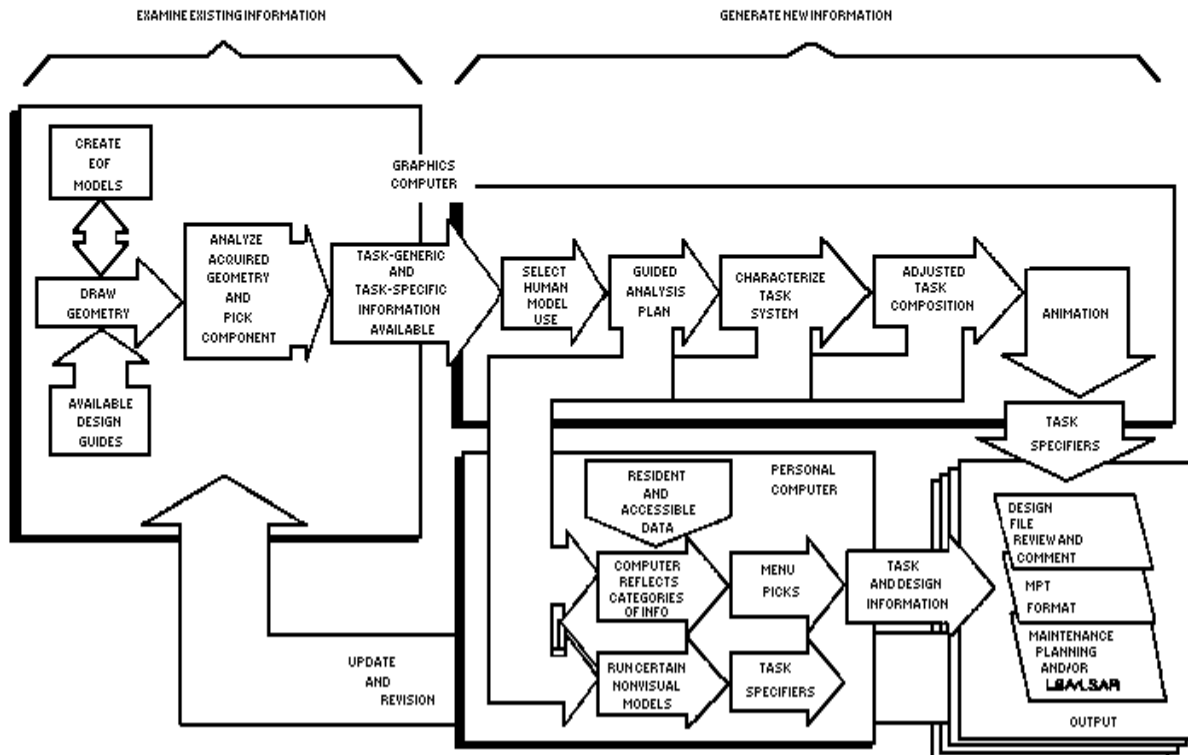 EXAMINE EXISTING INFORMATION
GENERATE NEW INFORMATION
CREATE
EOF
MODELS
DRAW
GEOMETRY
AVAILABLE
DESIGN
GUIDES
ANALYZE
ACQUIRED
GEOMETRY
AND
PICK
COMPONENT
TASK-GENERIC
AND
TASK-SPECIFIC
INFORMATION
AVAILABLE
GRAPHICS
COMPUTER
SELECT
HUMAN
MODEL
USE
GUIDED
ANALYSIS
PLAN
CHARACTERIZE
TASK
SYSTEM
ADJUSTED
TASK
COMPOSITION
ANIMATION
TASK
SPECIFIERS
PERSONAL
COMPUTER
RESIDENT
AND
ACCESSIBLE
DATA
COMPUTER
REFLECTS
CATEGORIES
OF INFO
MENU
PICKS
TASK
AND DESIGN
INFORMATION
RUN CERTAIN
NONVISUAL
MODELS
TASK
SPECIFIERS
DESIGN
FILE
REVIEW AND
COMMENT
MPT
FORMAT
MAINTENANCE
PLANNING
AND/OR
LSA/LSAR
OUTPUT
UPDATE
AND
REVISION